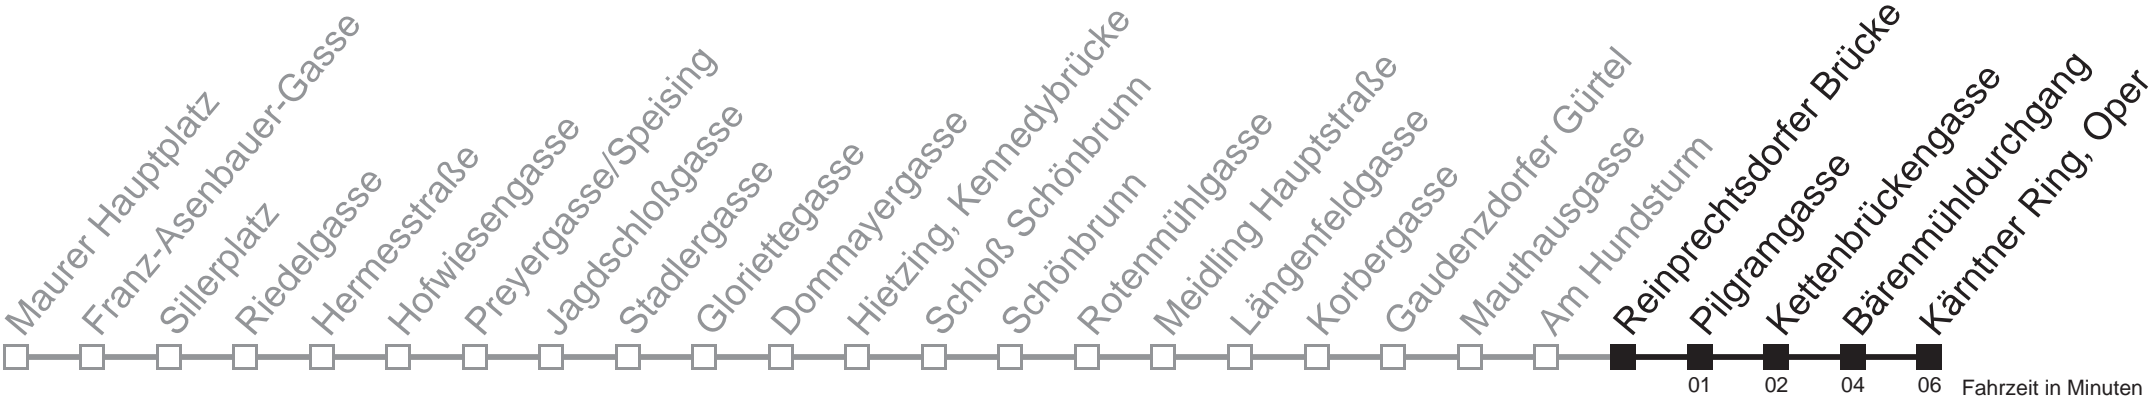 Maurer Hauptplatz
Franz-Asenbauer-Gasse
Sillerplatz
Riedelgasse
Hermesstraße
Hofwiesengasse
Preyergasse/Speising
Jagdschloßgasse
Stadlergasse
Gloriettegasse
Dommayergasse
Hietzing, Kennedybrücke
Schloß Schönbrunn
Schönbrunn
Rotenmühlgasse
Meidling Hauptstraße
Längenfeldgasse
Korbergasse
Gaudenzdorfer Gürtel
Mauthausgasse
Am Hundsturm
Reinprechtsdorfer Brücke
Pilgramgasse
Kettenbrückengasse
Bärenmühldurchgang
Kärntner Ring, Oper
01 02 04 06 Fahrzeit in Minuten